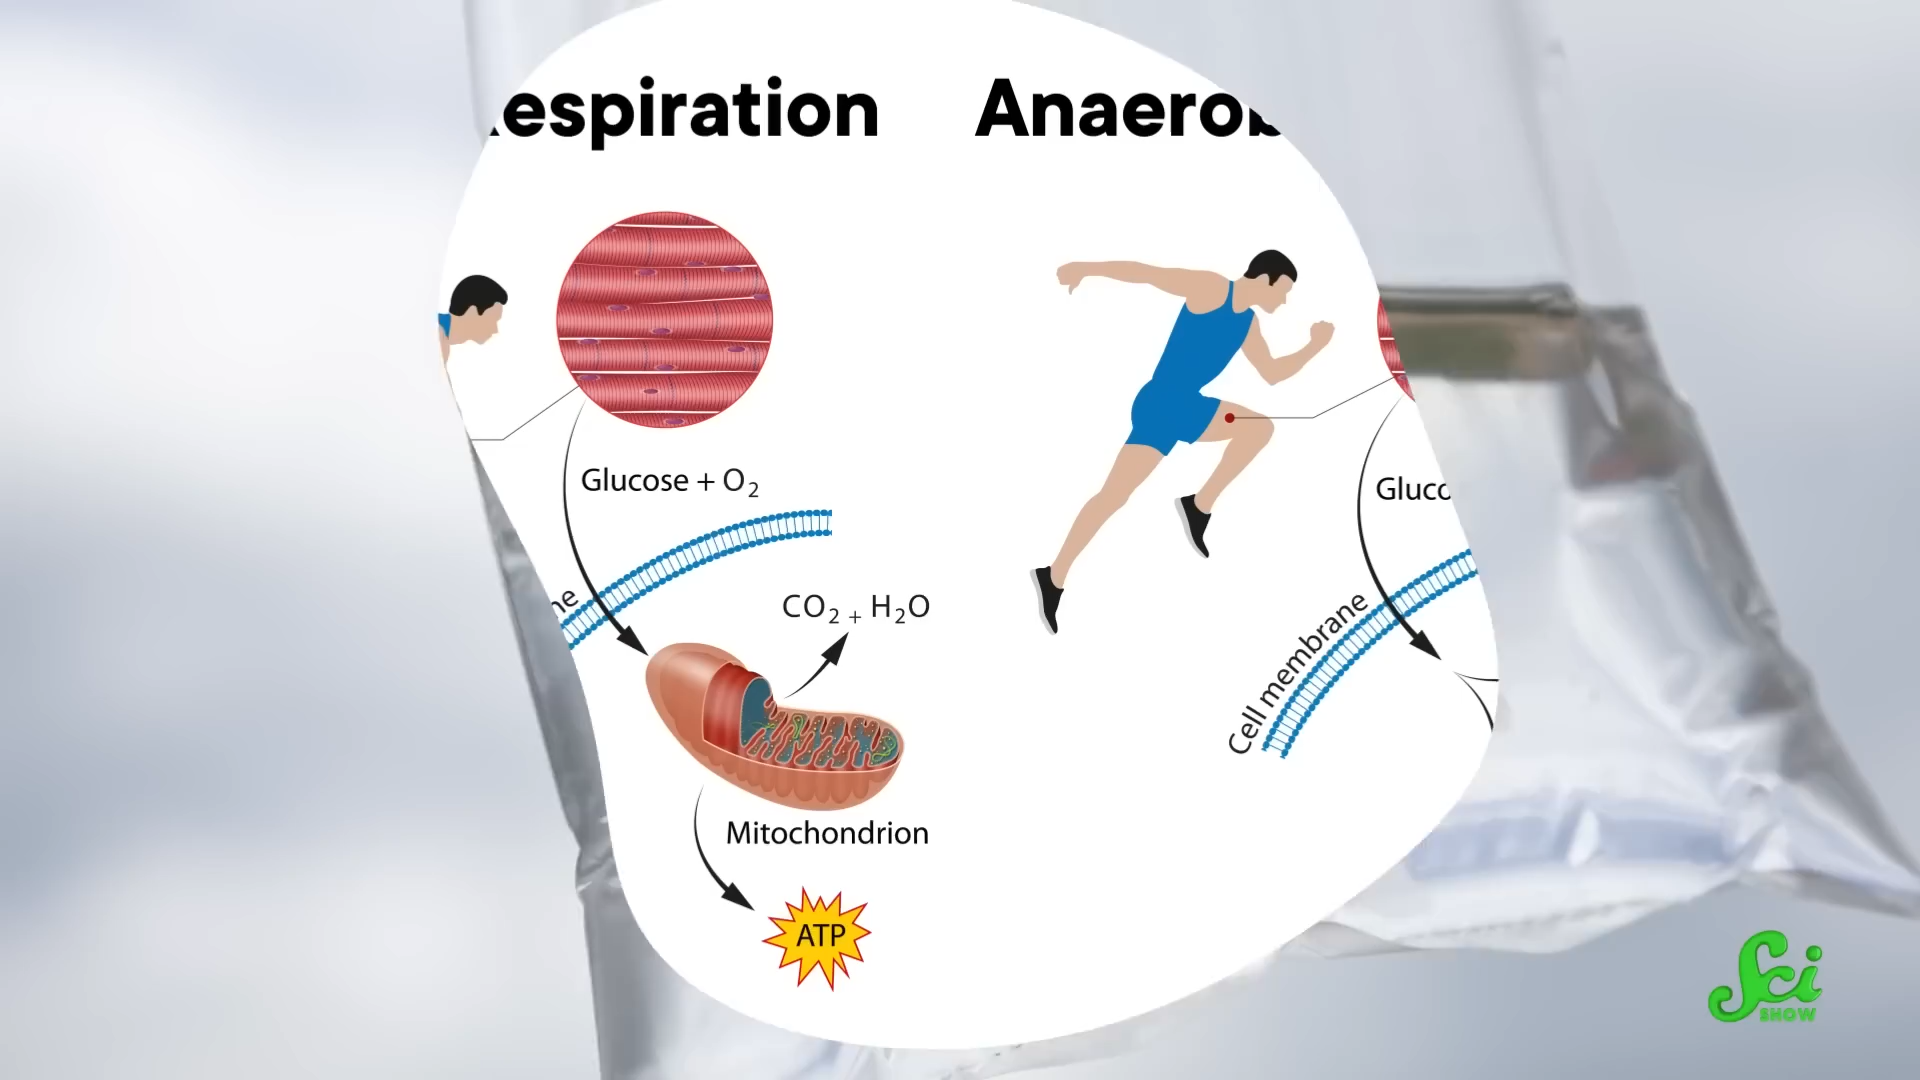 espiration
Anaerob
Glucose + O₂
Gluco
ne
CO₂ + H₂O
Cell membrane
Mitochondrion
ATP
Sci
SHOW